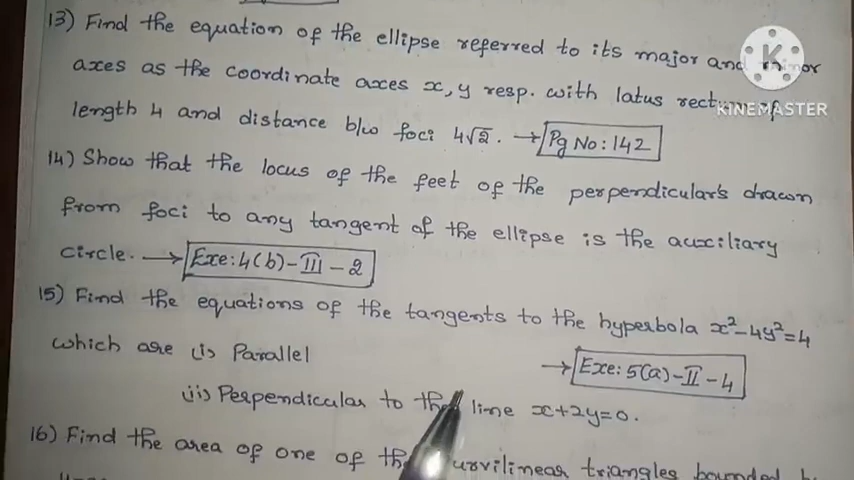 13) Find the equation of the ellipse referred to its major and minor
axes as the coordinate axes x, y resp. with latus rectum of
length 4 and distance b/w foci 4√2. → Pg No: 142
14) Show that the locus of the feet of the perpendicular's drawn
from foci to any tangent of the ellipse is the auxiliary
circle. → Exe: 4(b)-III-2
15) Find the equations of the tangents to the hyperbola x²-4y²=4
which are (i) Parallel
→ Exe: 5(a)-II-4
(ii) Perpendicular to the line x+2y=0.
16) Find the area of one of the curvilinear triangles bounded by
K
KINEMASTER